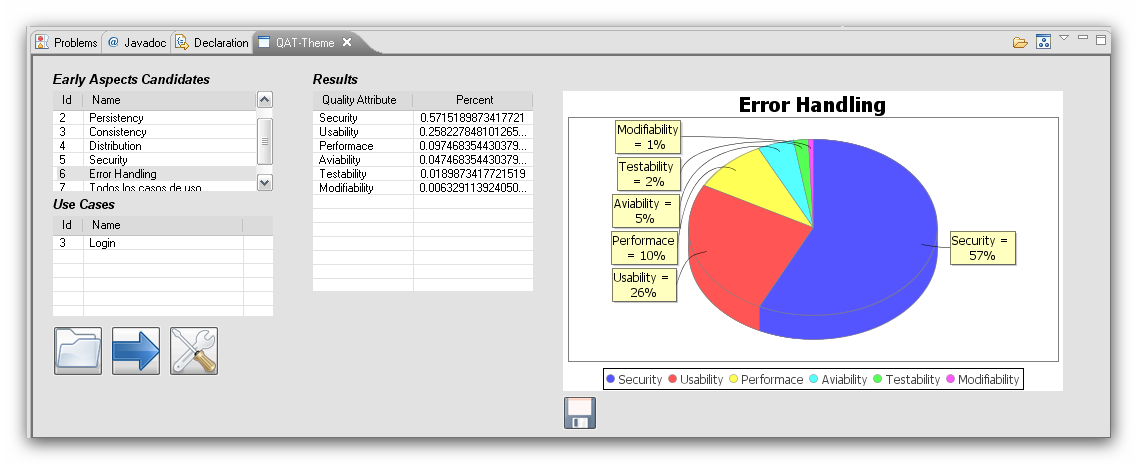 Problems @ Javadoc Declaration QAT-Theme
Early Aspects Candidates
Id Name
2 Persistency
3 Consistency
4 Distribution
5 Security
6 Error Handling
7 Todos los casos de uso
Use Cases
Id Name
3 Login
Results
Quality Attribute Percent
Security 0.5715189873417721
Usability 0.258227848101265...
Performace 0.097468354430379...
Aviability 0.047468354430379...
Testability 0.0189873417721519
Modifiability 0.006329113924050...
Error Handling
Modifiability
= 1%
Testability
= 2%
Aviability =
5%
Performace
= 10%
Usability =
26%
Security =
57%
Security Usability Performace Aviability Testability Modifiability